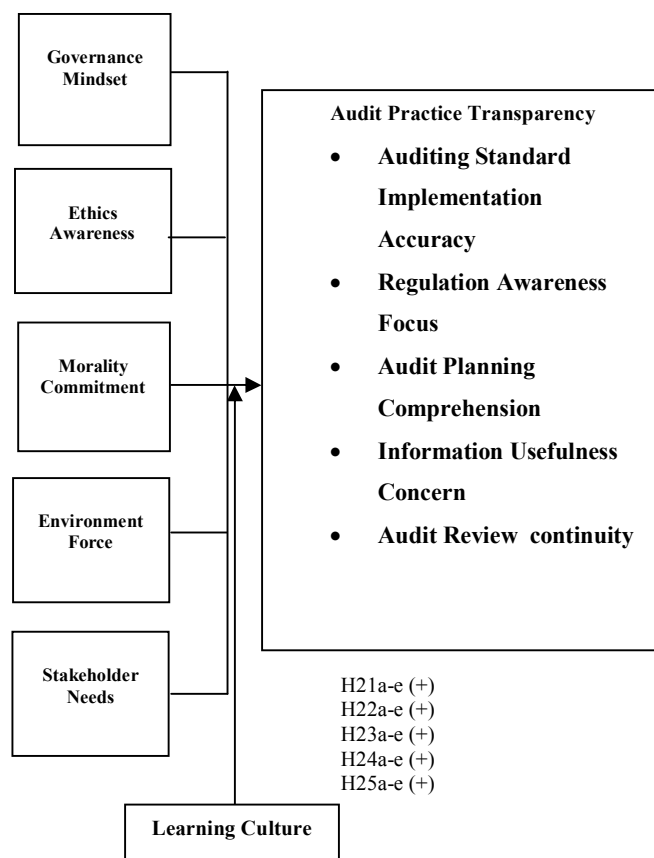 Governance
Mindset
Ethics
Awareness
Morality
Commitment
Environment
Force
Stakeholder
Needs
Audit Practice Transparency
• Auditing Standard
Implementation
Accuracy
• Regulation Awareness
Focus
• Audit Planning
Comprehension
• Information Usefulness
Concern
• Audit Review continuity
H21a-e (+)
H22a-e (+)
H23a-e (+)
H24a-e (+)
H25a-e (+)
Learning Culture